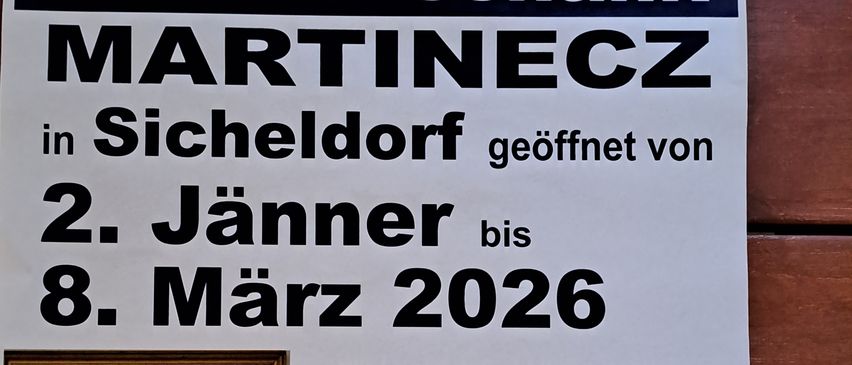 MARTINECZ
in Sicheldorf geöffnet von
2. Jänner bis
8. März 2026